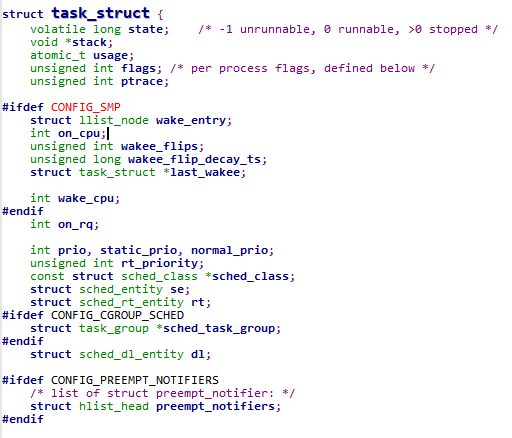 struct task_struct {
    volatile long state;    /* -1 unrunnable, 0 runnable, >0 stopped */
    void *stack;
    atomic_t usage;
    unsigned int flags; /* per process flags, defined below */
    unsigned int ptrace;

#ifdef CONFIG_SMP
    struct llist_node wake_entry;
    int on_cpu;
    unsigned int wakee_flips;
    unsigned long wakee_flip_decay_ts;
    struct task_struct *last_wakee;

    int wake_cpu;
#endif
    int on_rq;

    int prio, static_prio, normal_prio;
    unsigned int rt_priority;
    const struct sched_class *sched_class;
    struct sched_entity se;
    struct sched_rt_entity rt;
#ifdef CONFIG_CGROUP_SCHED
    struct task_group *sched_task_group;
#endif
    struct sched_dl_entity dl;

#ifdef CONFIG_PREEMPT_NOTIFIERS
    /* list of struct preempt_notifier: */
    struct hlist_head preempt_notifiers;
#endif